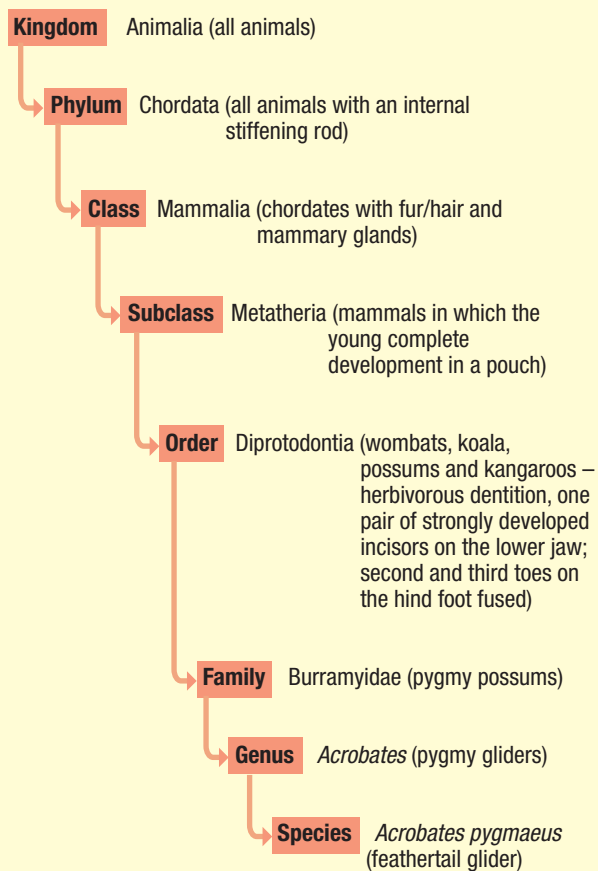 Kingdom Animalia (all animals)
Phylum Chordata (all animals with an internal
stiffening rod)
Class Mammalia (chordates with fur/hair and
mammary glands)
Subclass Metatheria (mammals in which the
young complete
development in a pouch)
Order Diprotodontia (wombats, koala,
possums and kangaroos –
herbivorous dentition, one
pair of strongly developed
incisors on the lower jaw;
second and third toes on
the hind foot fused)
Family Burramyidae (pygmy possums)
Genus Acrobates (pygmy gliders)
Species Acrobates pygmaeus
(feathertail glider)